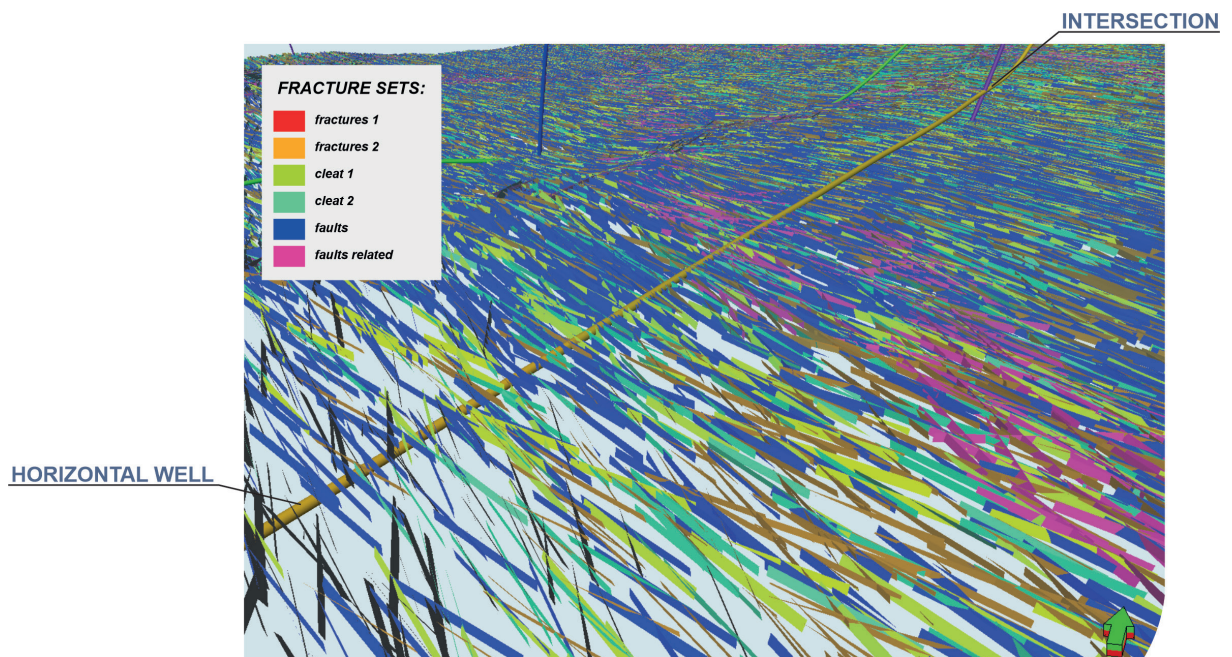 INTERSECTION
FRACTURE SETS:
fractures 1
fractures 2
cleat 1
cleat 2
faults
faults related
HORIZONTAL WELL